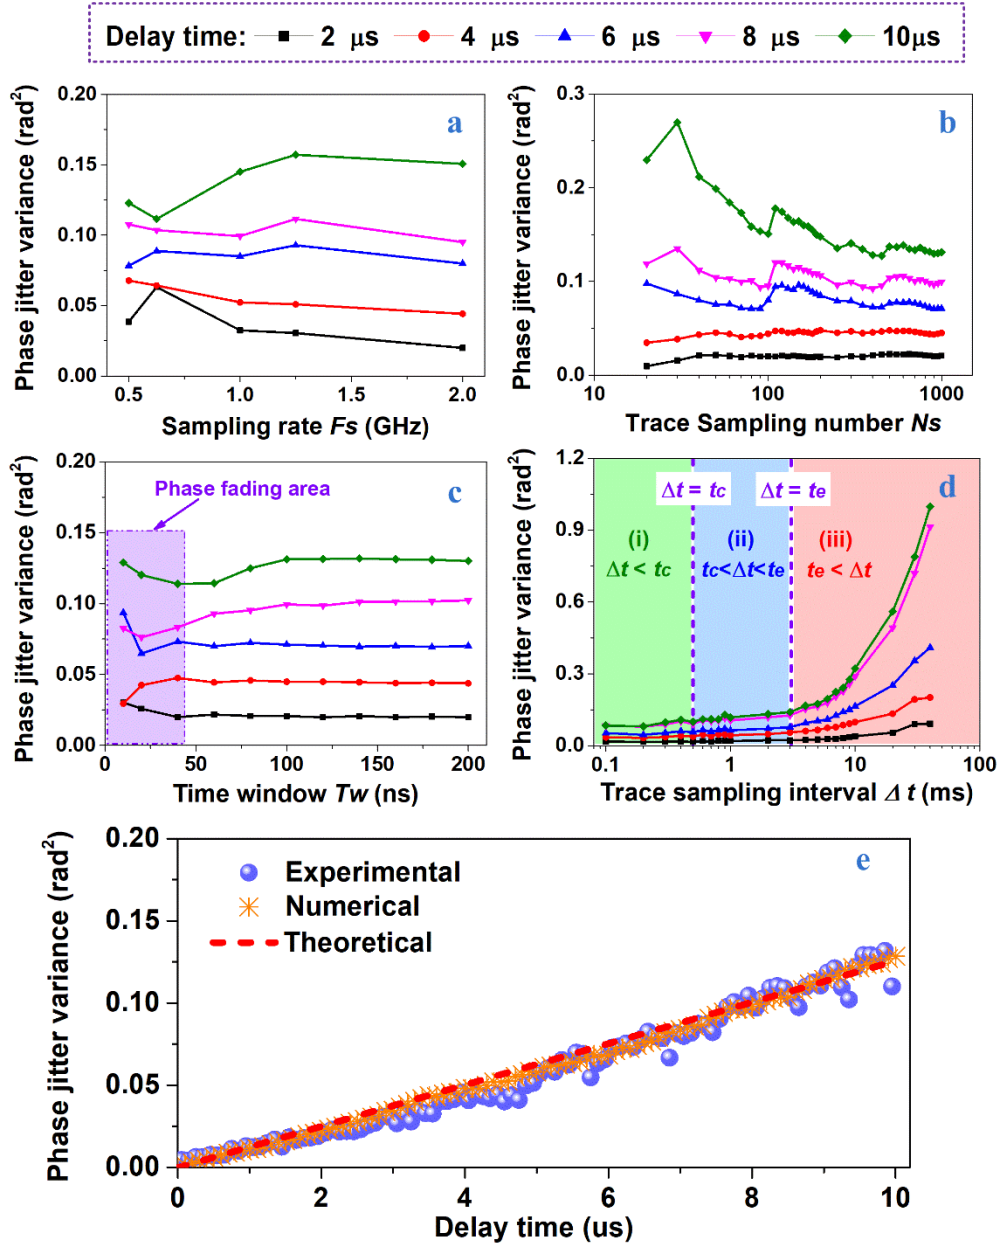 Delay time: 2 μs 4 μs 6 μs 8 μs 10μs
Phase jitter variance (rad²)
0.20
0.15
0.10
0.05
0.00
a
0.5 1.0 1.5 2.0
Sampling rate Fs (GHz)
Phase jitter variance (rad²)
0.3
0.2
0.1
0.0
b
10 100 1000
Trace Sampling number Ns
Phase jitter variance (rad²)
0.20
0.15
0.10
0.05
0.00
Phase fading area
c
0 25 50 75 100 125 150 175 200
Time window Tw (ns)
Phase jitter variance (rad²)
1.2
0.9
0.6
0.3
0.0
d
Δt = tc Δt = te
(i) (ii) (iii)
Δt < tc tc<Δt<te te < Δt
0.1 1 10 100
Trace sampling interval Δ t (ms)
Phase jitter variance (rad²)
0.20
0.15
0.10
0.05
0.00
e
Experimental
Numerical
Theoretical
0 2 4 6 8 10
Delay time (us)